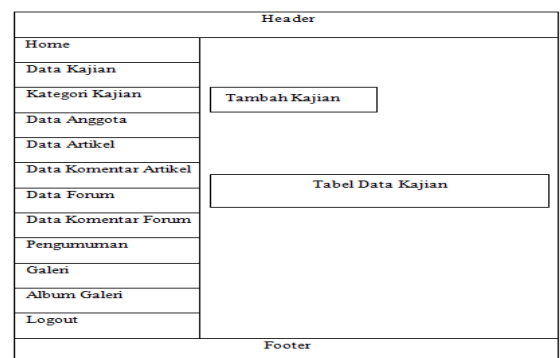 Header
Home
Data Kajian
Kategori Kajian
Data Anggota
Data Artikel
Data Komentar Artikel
Data Forum
Data Komentar Forum
Pengumuman
Galeri
Album Galeri
Logout
Tambah Kajian
Tabel Data Kajian
Footer